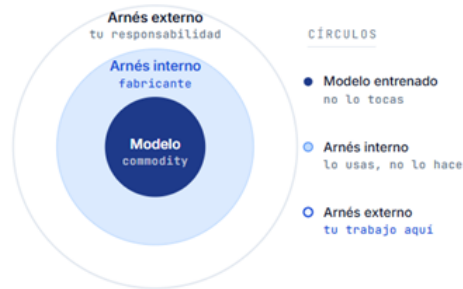 Arnés externo
tu responsabilidad
Arnés interno
fabricante
Modelo
commodity
CÍRCULOS
Modelo entrenado
no lo tocas
Arnés interno
lo usas, no lo hace
Arnés externo
tu trabajo aquí